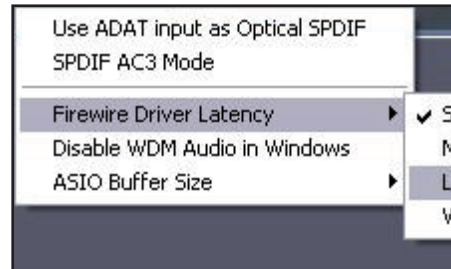 Use ADAT input as Optical SPDIF
SPDIF AC3 Mode
Firewire Driver Latency
Disable WDM Audio in Windows
ASIO Buffer Size